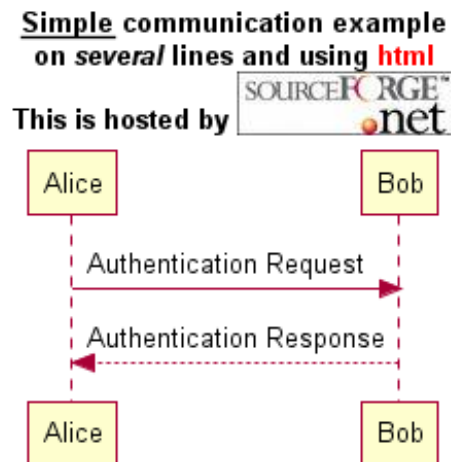 Simple communication example
on several lines and using html
This is hosted by SOURCEFORGE™
.net
Alice Bob
Authentication Request
Authentication Response
Alice Bob